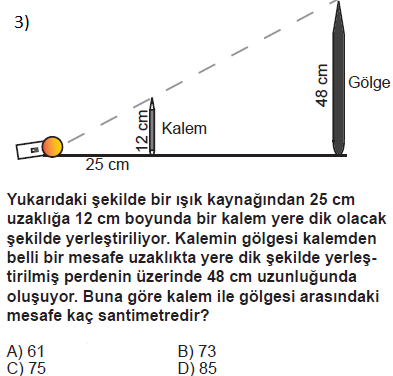 3)
48 cm
Gölge
12 cm
Kalem
25 cm
Yukarıdaki şekilde bir ışık kaynağından 25 cm
uzaklığa 12 cm boyunda bir kalem yere dik olacak
şekilde yerleştiriliyor. Kalemin gölgesi kalemden
belli bir mesafe uzaklıkta yere dik şekilde yerleş-
tirilmiş perdenin üzerinde 48 cm uzunluğunda
oluşuyor. Buna göre kalem ile gölgesi arasındaki
mesafe kaç santimetredir?
A) 61 B) 73
C) 75 D) 85